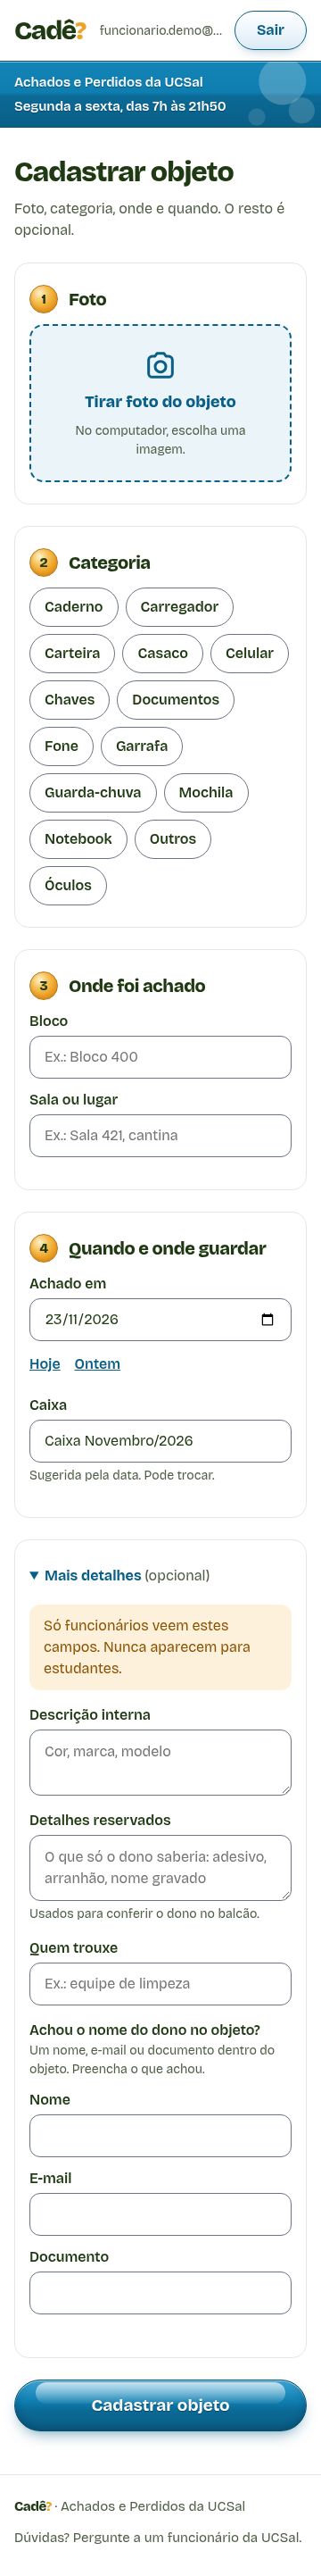 Cadê? funcionario.demo@... Sair
Achados e Perdidos da UCSal
Segunda a sexta, das 7h às 21h50
Cadastrar objeto
Foto, categoria, onde e quando. O resto é
opcional.
1 Foto
Tirar foto do objeto
No computador, escolha uma
imagem.
2 Categoria
Caderno Carregador
Carteira Casaco Celular
Chaves Documentos
Fone Garrafa
Guarda-chuva Mochila
Notebook Outros
Óculos
3 Onde foi achado
Bloco
Ex.: Bloco 400
Sala ou lugar
Ex.: Sala 421, cantina
4 Quando e onde guardar
Achado em
23/11/2026
Hoje Ontem
Caixa
Caixa Novembro/2026
Sugerida pela data. Pode trocar.
▼ Mais detalhes (opcional)
Só funcionários veem estes
campos. Nunca aparecem para
estudantes.
Descrição interna
Cor, marca, modelo
Detalhes reservados
O que só o dono saberia: adesivo,
arranhão, nome gravado
Usados para conferir o dono no balcão.
Quem trouxe
Ex.: equipe de limpeza
Achou o nome do dono no objeto?
Um nome, e-mail ou documento dentro do
objeto. Preencha o que achou.
Nome
E-mail
Documento
Cadastrar objeto
Cadê? · Achados e Perdidos da UCSal
Dúvidas? Pergunte a um funcionário da UCSal.